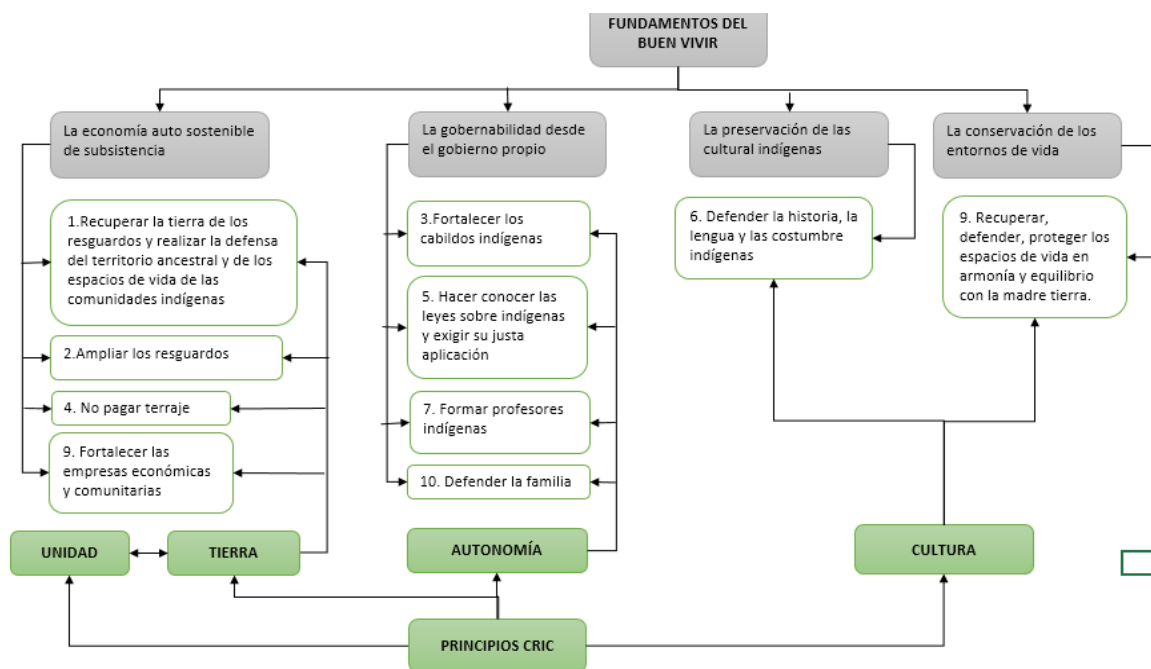 FUNDAMENTOS DEL
BUEN VIVIR
La economía auto sostenible
de subsistencia
La gobernabilidad desde
el gobierno propio
La preservación de las
cultural indígenas
La conservación de los
entornos de vida
1.Recuperar la tierra de los
resguardos y realizar la defensa
del territorio ancestral y de los
espacios de vida de las
comunidades indígenas
2.Ampliar los resguardos
4. No pagar terraje
9. Fortalecer las
empresas económicas
y comunitarias
3.Fortalecer los
cabildos indígenas
5. Hacer conocer las
leyes sobre indígenas
y exigir su justa
aplicación
7. Formar profesores
indígenas
10. Defender la familia
6. Defender la historia, la
lengua y las costumbre
indígenas
9. Recuperar,
defender, proteger los
espacios de vida en
armonía y equilibrio
con la madre tierra.
UNIDAD
TIERRA
AUTONOMÍA
CULTURA
PRINCIPIOS CRIC